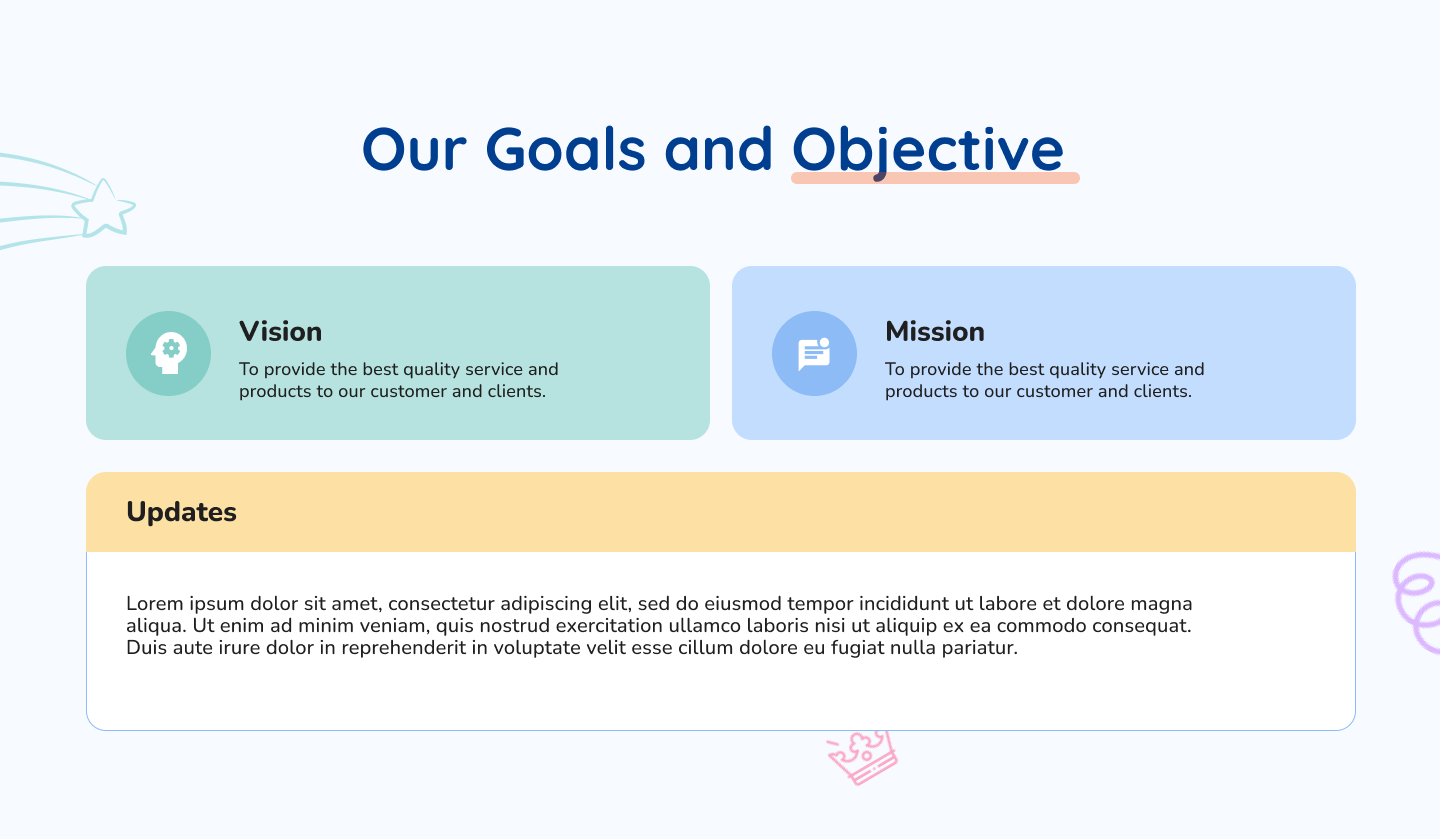 Our Goals and Objective
Vision
To provide the best quality service and
products to our customer and clients.
Mission
To provide the best quality service and
products to our customer and clients.
Updates
Lorem ipsum dolor sit amet, consectetur adipiscing elit, sed do eiusmod tempor incididunt ut labore et dolore magna
aliqua. Ut enim ad minim veniam, quis nostrud exercitation ullamco laboris nisi ut aliquip ex ea commodo consequat.
Duis aute irure dolor in reprehenderit in voluptate velit esse cillum dolore eu fugiat nulla pariatur.